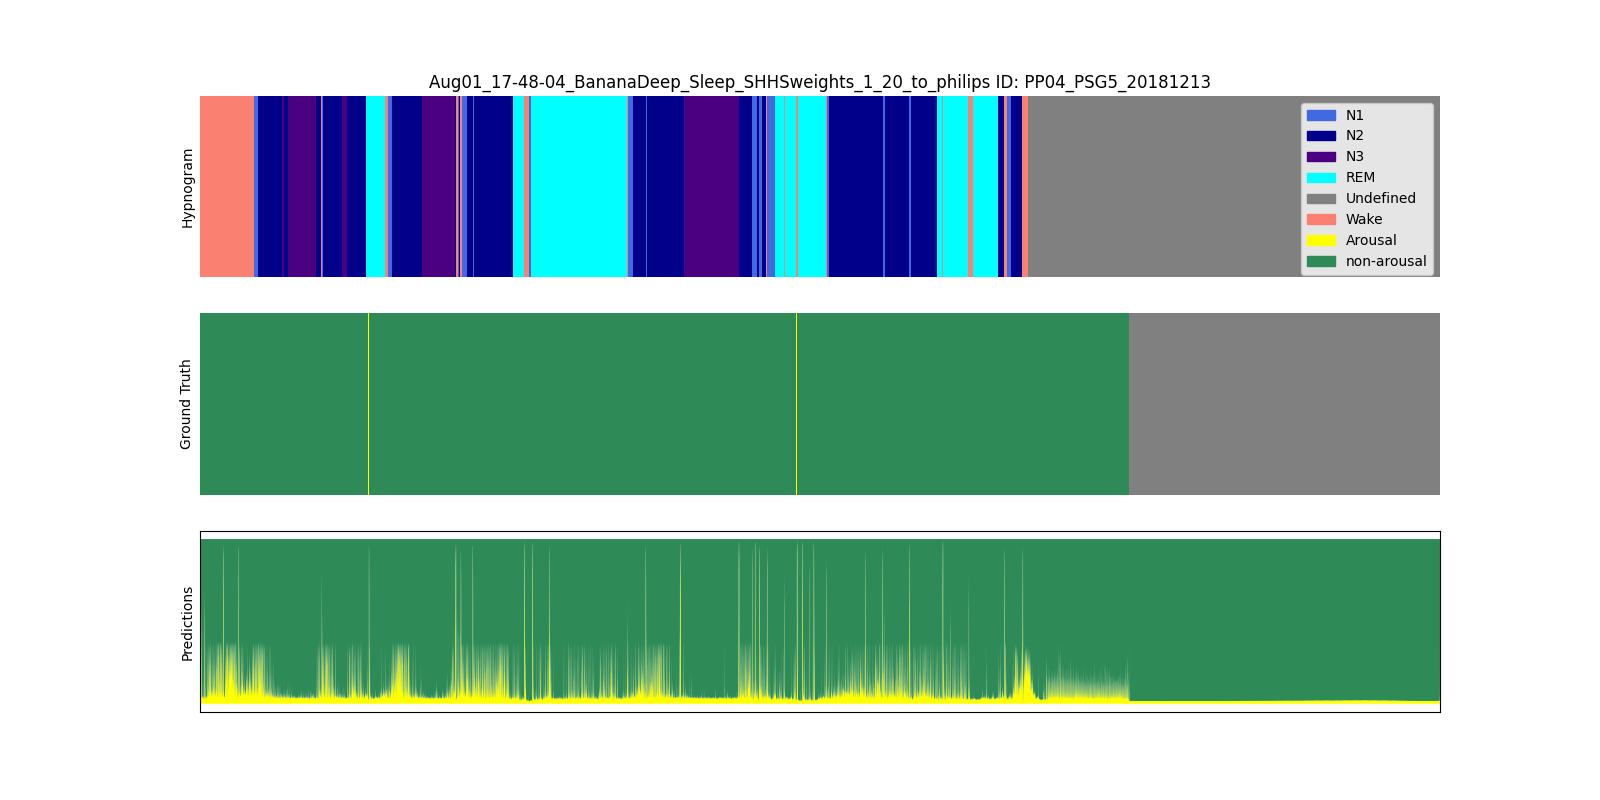 Aug01_17-48-04_BananaDeep_Sleep_SHHSweights_1_20_to_philips ID: PP04_PSG5_20181213
Hypnogram
N1
N2
N3
REM
Undefined
Wake
Arousal
non-arousal
Ground Truth
Predictions